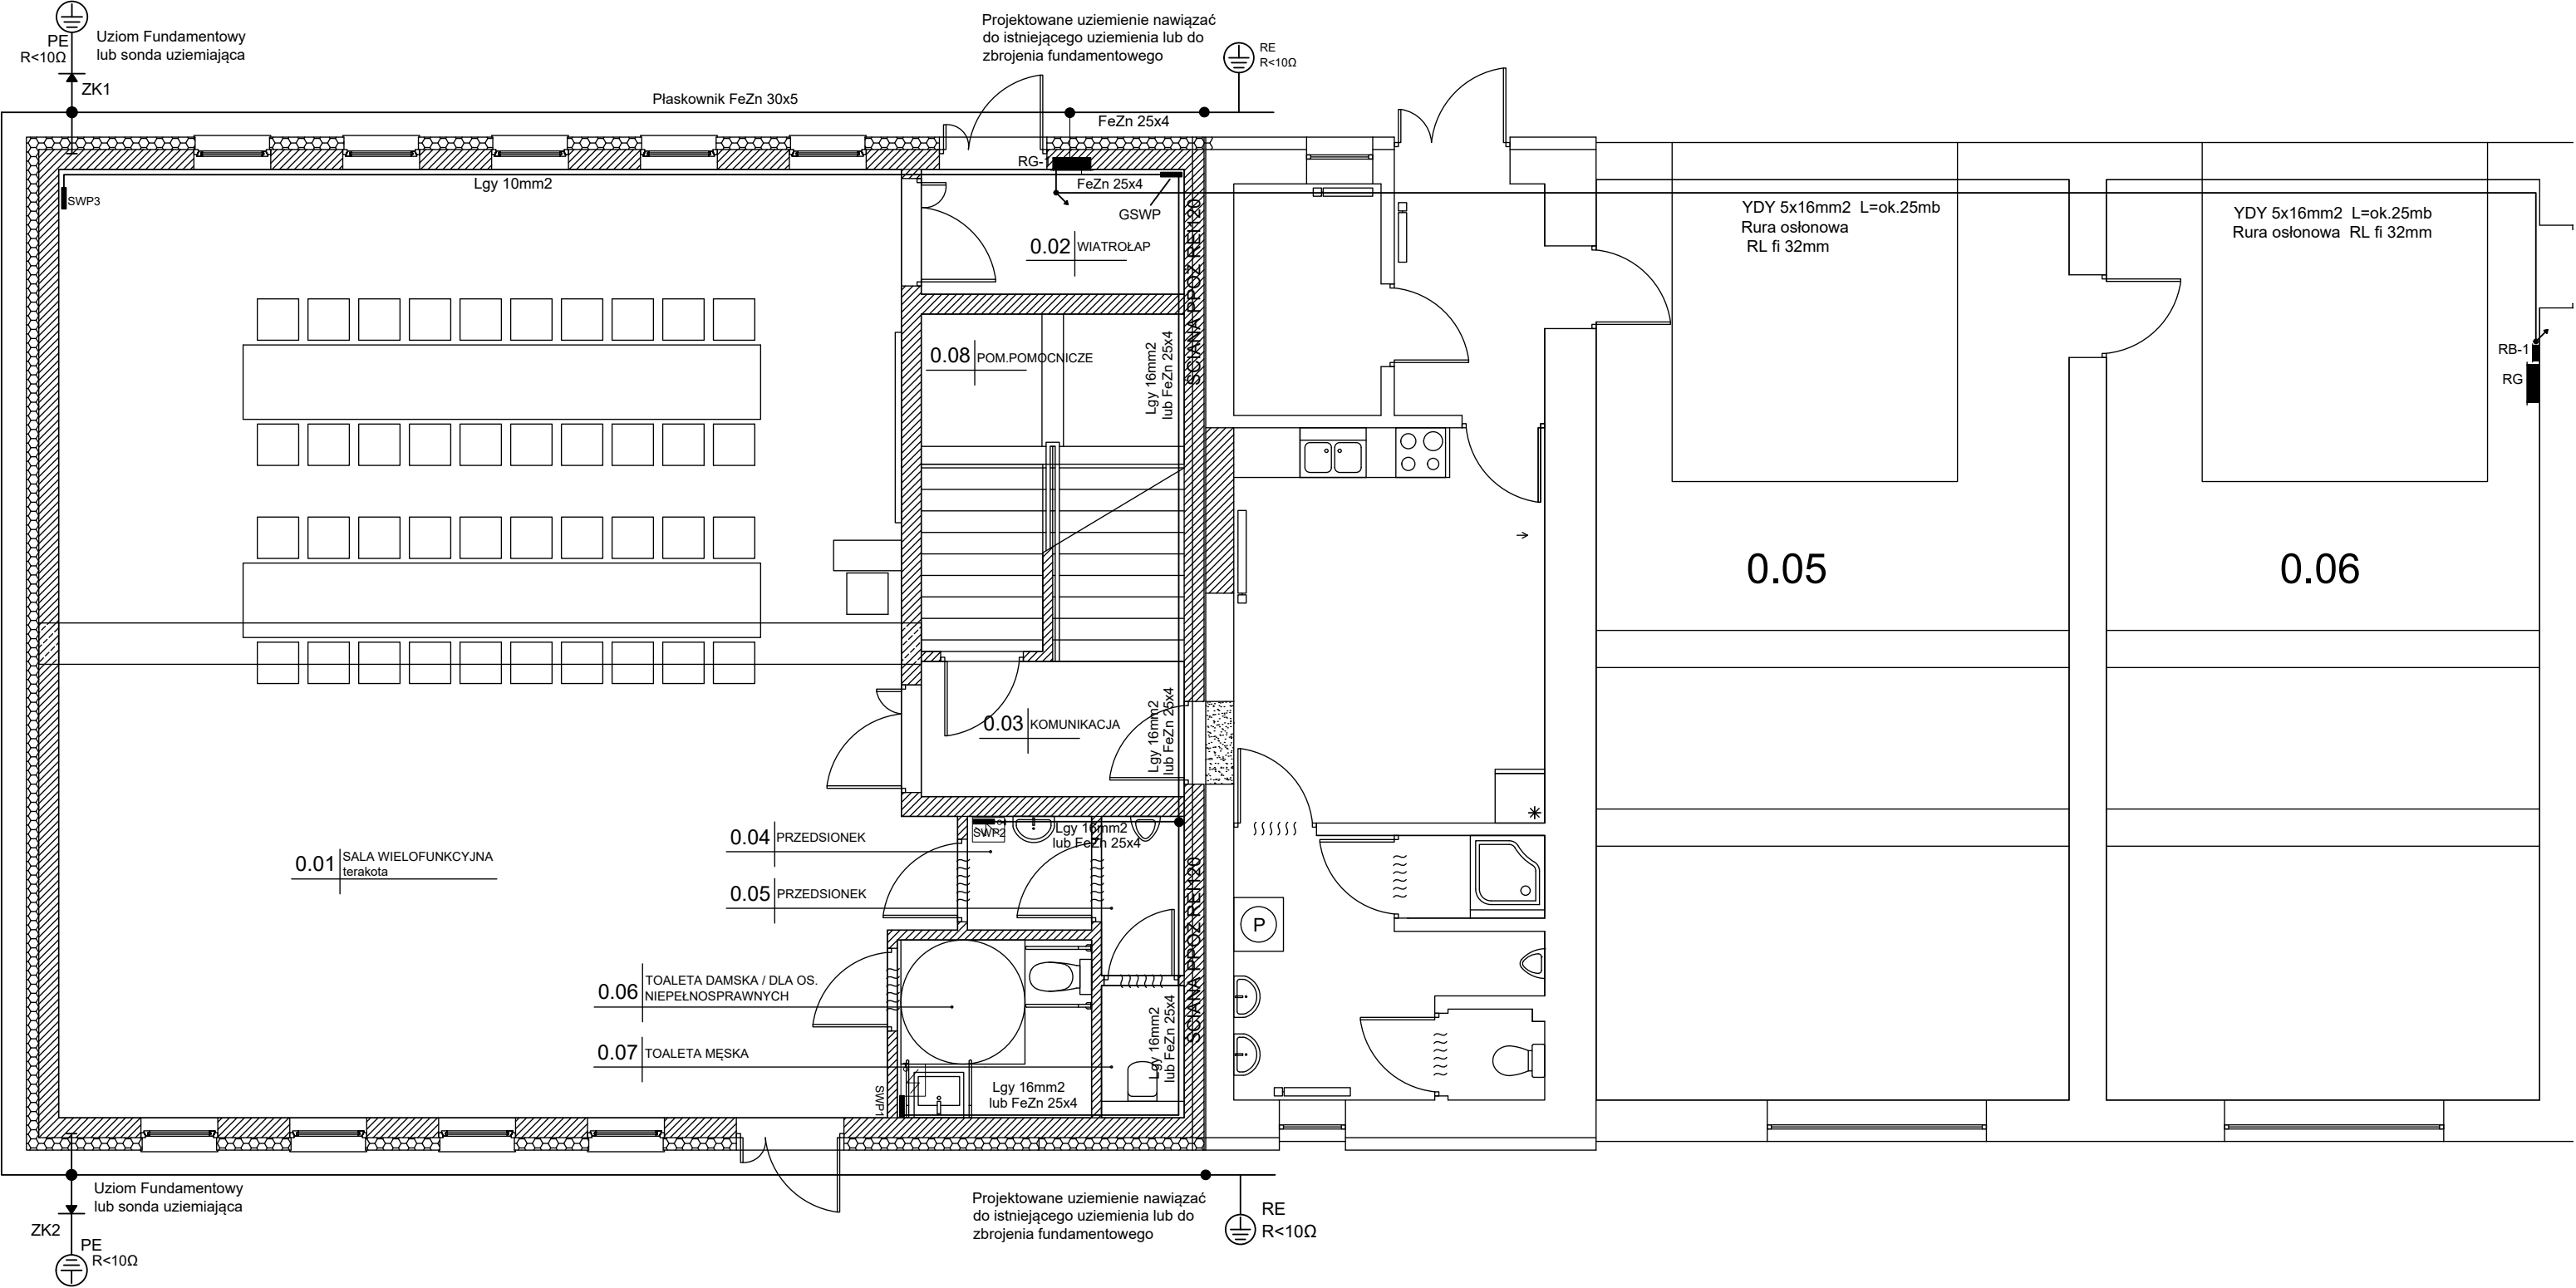 PE
R<10Ω
Uziom Fundamentowy
lub sonda uziemiająca
ZK1
Projektowane uziemienie nawiązać
do istniejącego uziemienia lub do
zbrojenia fundamentowego
RE
R<10Ω
Płaskownik FeZn 30x5
FeZn 25x4
RG-1
Lgy 10mm2
FeZn 25x4
SWP3
GSWP
0.02 WIATROŁAP
YDY 5x16mm2 L=ok.25mb
Rura osłonowa
RL fi 32mm
YDY 5x16mm2 L=ok.25mb
Rura osłonowa RL fi 32mm
ŚCIANA PPOŻ REI120
0.08 POM.POMOCNICZE
Lgy 16mm2
lub FeZn 25x4
RB-1
RG
0.05
0.06
0.03 KOMUNIKACJA
Lgy 16mm2
lub FeZn 25x4
0.04 PRZEDSIONEK
SWP2
Lgy 16mm2
lub FeZn 25x4
0.01 SALA WIELOFUNKCYJNA
terakota
0.05 PRZEDSIONEK
ŚCIANA PPOŻ REI120
P
0.06 TOALETA DAMSKA / DLA OS.
NIEPEŁNOSPRAWNYCH
0.07 TOALETA MĘSKA
Lgy 16mm2
lub FeZn 25x4
SWP1
Lgy 16mm2
lub FeZn 25x4
Uziom Fundamentowy
lub sonda uziemiająca
ZK2
PE
R<10Ω
Projektowane uziemienie nawiązać
do istniejącego uziemienia lub do
zbrojenia fundamentowego
RE
R<10Ω